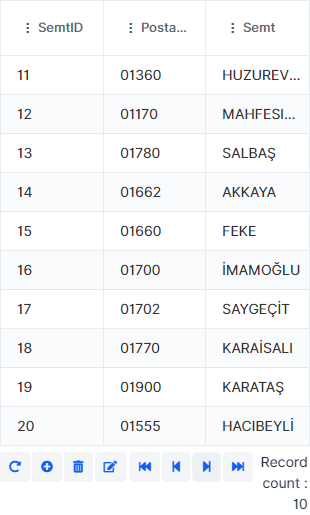 SemtID Posta... Semt
11 01360 HUZUREV...
12 01170 MAHFESI...
13 01780 SALBAŞ
14 01662 AKKAYA
15 01660 FEKE
16 01700 İMAMOĞLU
17 01702 SAYGEÇİT
18 01770 KARAİSALI
19 01900 KARATAŞ
20 01555 HACIBEYLİ
Record
count :
10